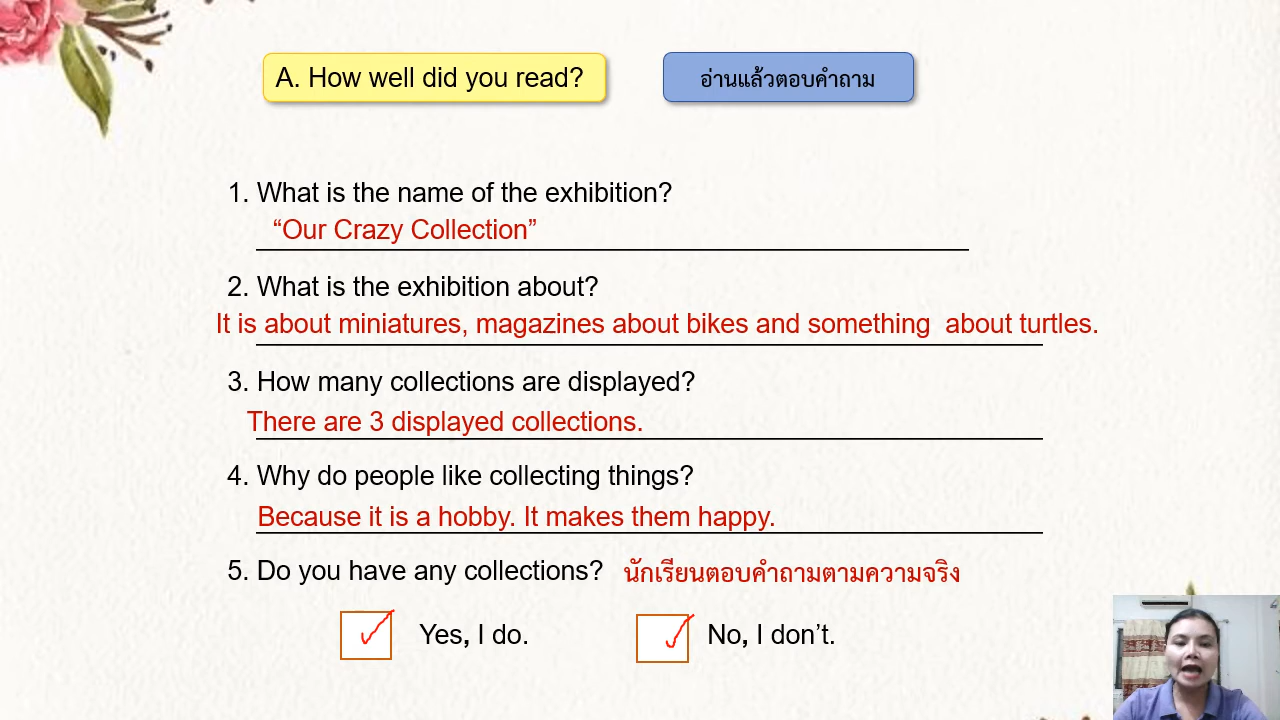 A. How well did you read?
อ่านแล้วตอบคำถาม
1. What is the name of the exhibition?
“Our Crazy Collection”
2. What is the exhibition about?
It is about miniatures, magazines about bikes and something about turtles.
3. How many collections are displayed?
There are 3 displayed collections.
4. Why do people like collecting things?
Because it is a hobby. It makes them happy.
5. Do you have any collections? นักเรียนตอบคำถามตามความจริง
Yes, I do. No, I don’t.